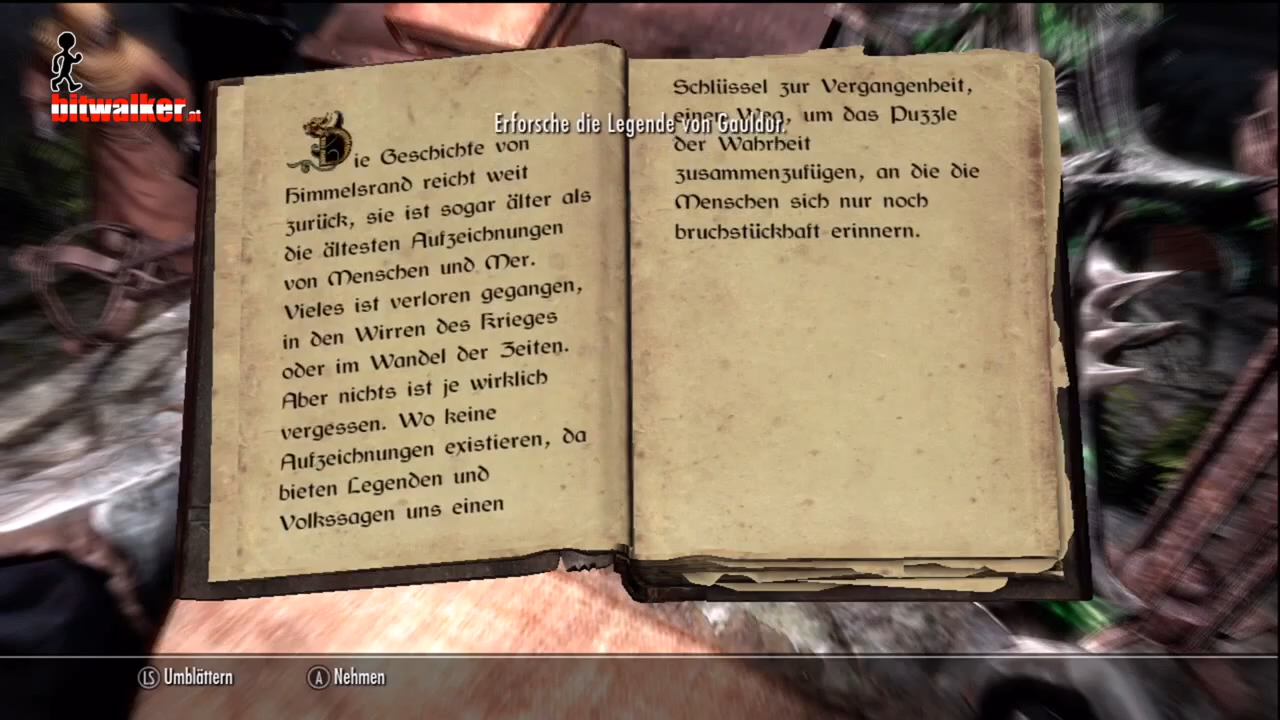 bitwalker.at
Erforsche die Legende von Gauldur.
Die Geschichte von
Himmelsrand reicht weit
zurück, sie ist sogar älter als
die ältesten Aufzeichnungen
von Menschen und Mer.
Vieles ist verloren gegangen,
in den Wirren des Krieges
oder im Wandel der Zeiten.
Aber nichts ist je wirklich
vergessen. Wo keine
Aufzeichnungen existieren, da
bieten Legenden und
Volkssagen uns einen
Schlüssel zur Vergangenheit,
einen Weg, um das Puzzle
der Wahrheit
zusammenzufügen, an die die
Menschen sich nur noch
bruchstückhaft erinnern.
LS Umblättern
A Nehmen